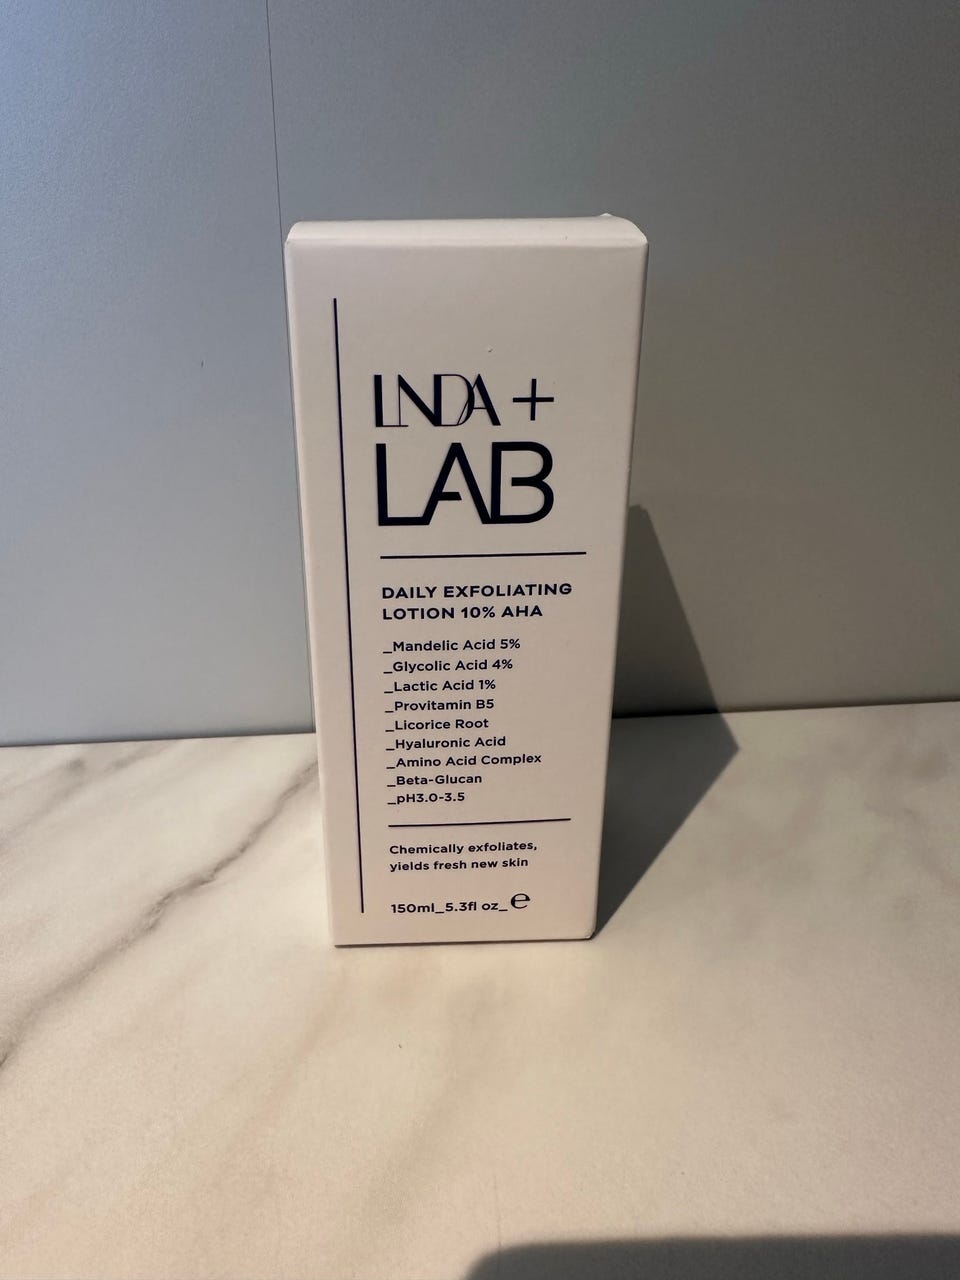 LNDA +
LAB
DAILY EXFOLIATING
LOTION 10% AHA
_Mandelic Acid 5%
_Glycolic Acid 4%
_Lactic Acid 1%
_Provitamin B5
_Licorice Root
_Hyaluronic Acid
_Amino Acid Complex
_Beta-Glucan
_pH3.0-3.5
Chemically exfoliates,
yields fresh new skin
150ml_5.3fl oz_℮